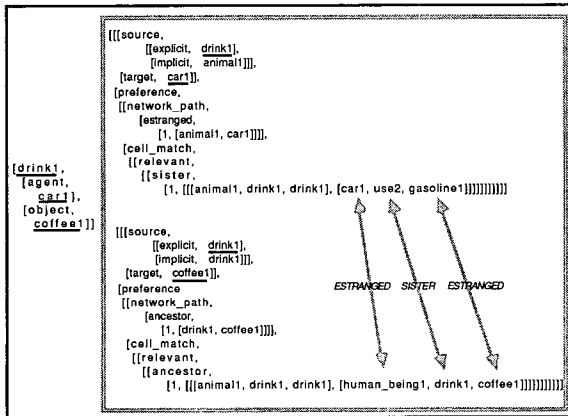 [[[source,
[[explicit, drink1],
[implicit, animal1]]],
[target, car1]],
[preference,
[[network_path,
[estranged,
[1, [animal1, car1]]]],
[cell_match,
[[relevant,
[[sister,
[1, [[[animal1, drink1, drink1], [car1, use2, gasoline1]]]]]]]]]]]
[drink1,
[agent,
car1],
[object,
coffee1]]
[[[source,
[[explicit, drink1],
[implicit, drink1]]],
[target, coffee1]],
[preference
[[network_path,
[ancestor,
[1, [drink1, coffee1]]]],
[cell_match,
[[relevant,
[[ancestor,
[1, [[[animal1, drink1, drink1], [human_being1, drink1, coffee1]]]]]]]]]]]
ESTRANGED SISTER ESTRANGED